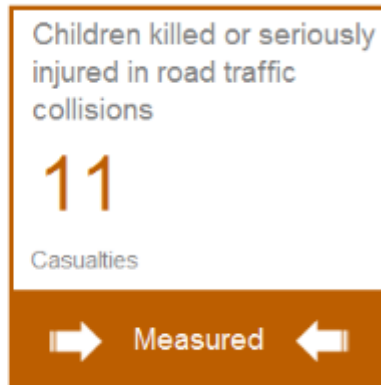 Children killed or seriously
injured in road traffic
collisions
11
Casualties
Measured